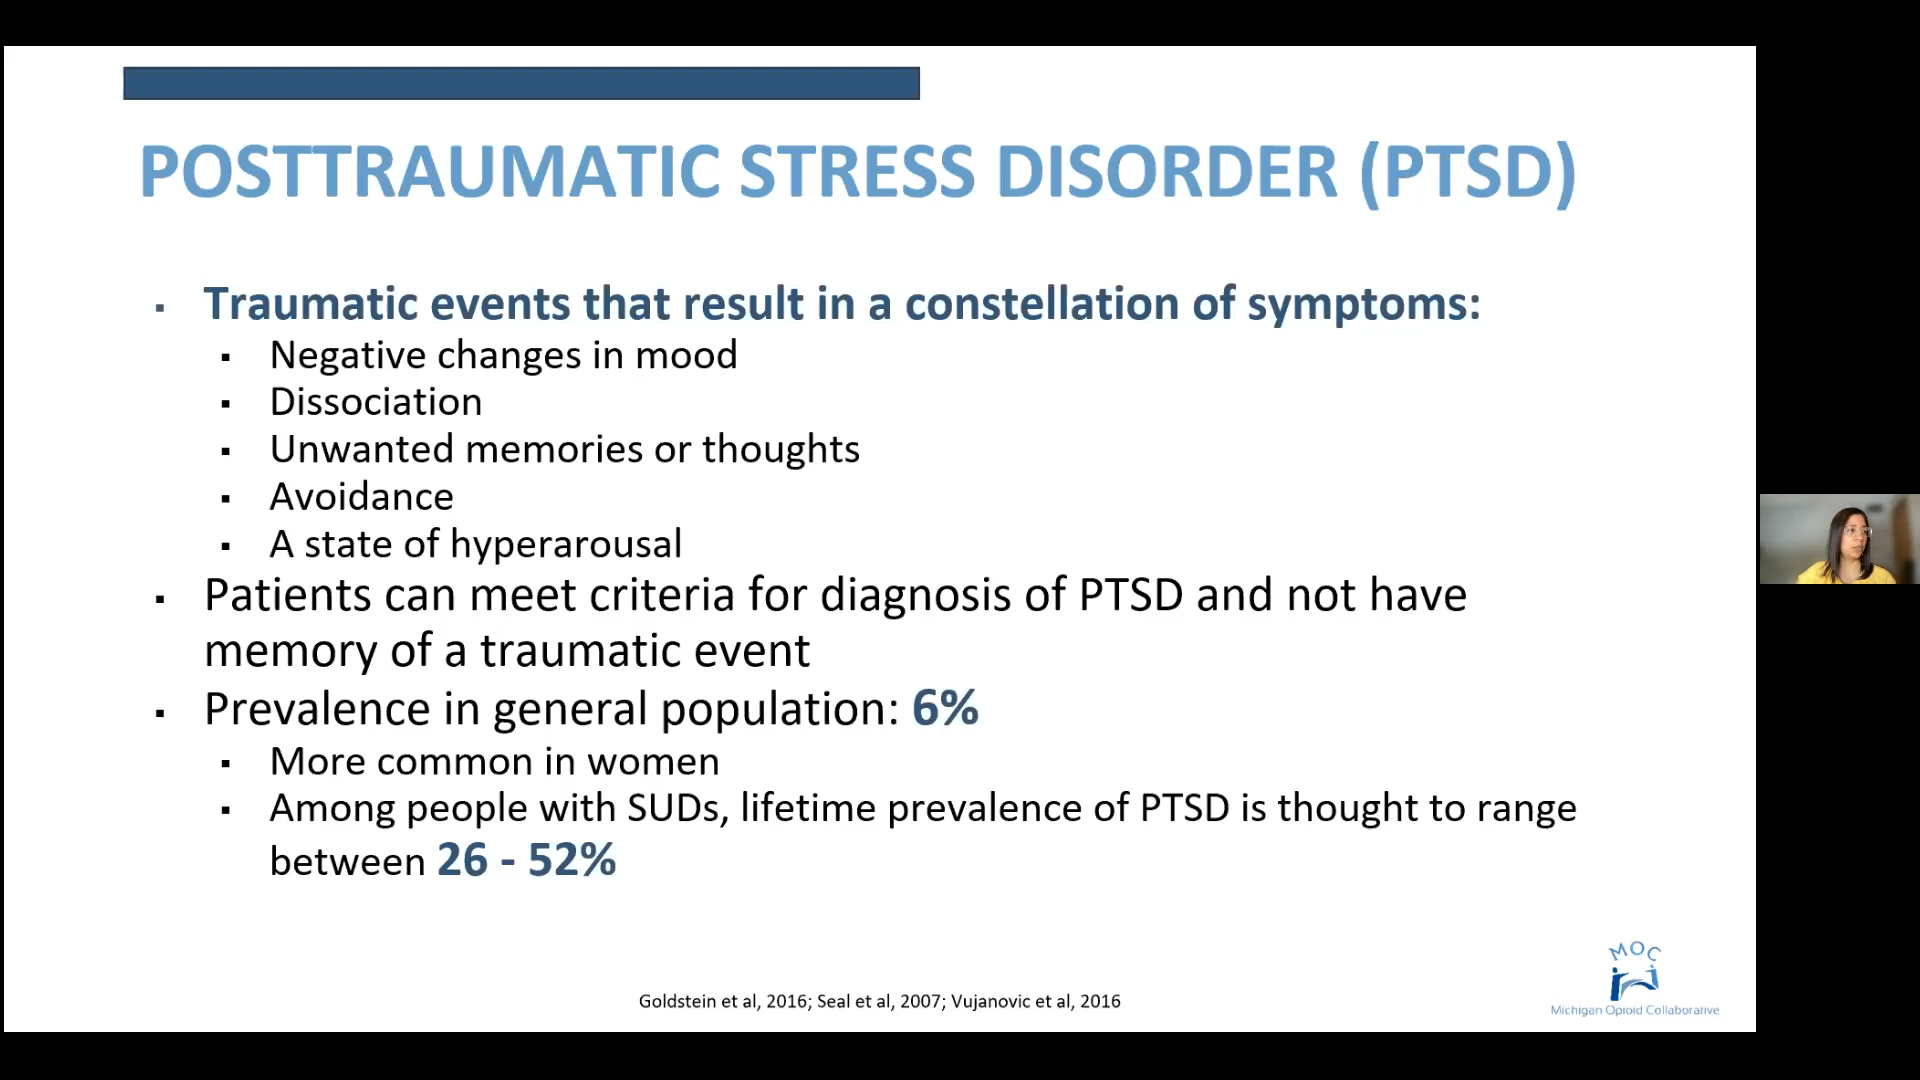 POSTTRAUMATIC STRESS DISORDER (PTSD)
Traumatic events that result in a constellation of symptoms:
Negative changes in mood
Dissociation
Unwanted memories or thoughts
Avoidance
A state of hyperarousal
Patients can meet criteria for diagnosis of PTSD and not have
memory of a traumatic event
Prevalence in general population: 6%
More common in women
Among people with SUDs, lifetime prevalence of PTSD is thought to range
between 26 - 52%
Goldstein et al, 2016; Seal et al, 2007; Vujanovic et al, 2016
MOC
Michigan Opioid Collaborative